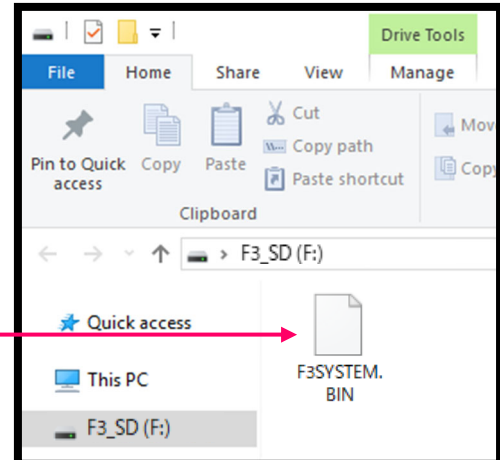 Drive Tools
File Home Share View Manage
Pin to Quick access
Copy
Paste
Cut
Copy path
Paste shortcut
Clipboard
F3_SD (F:)
Quick access
This PC
F3_SD (F:)
F3SYSTEM.
BIN